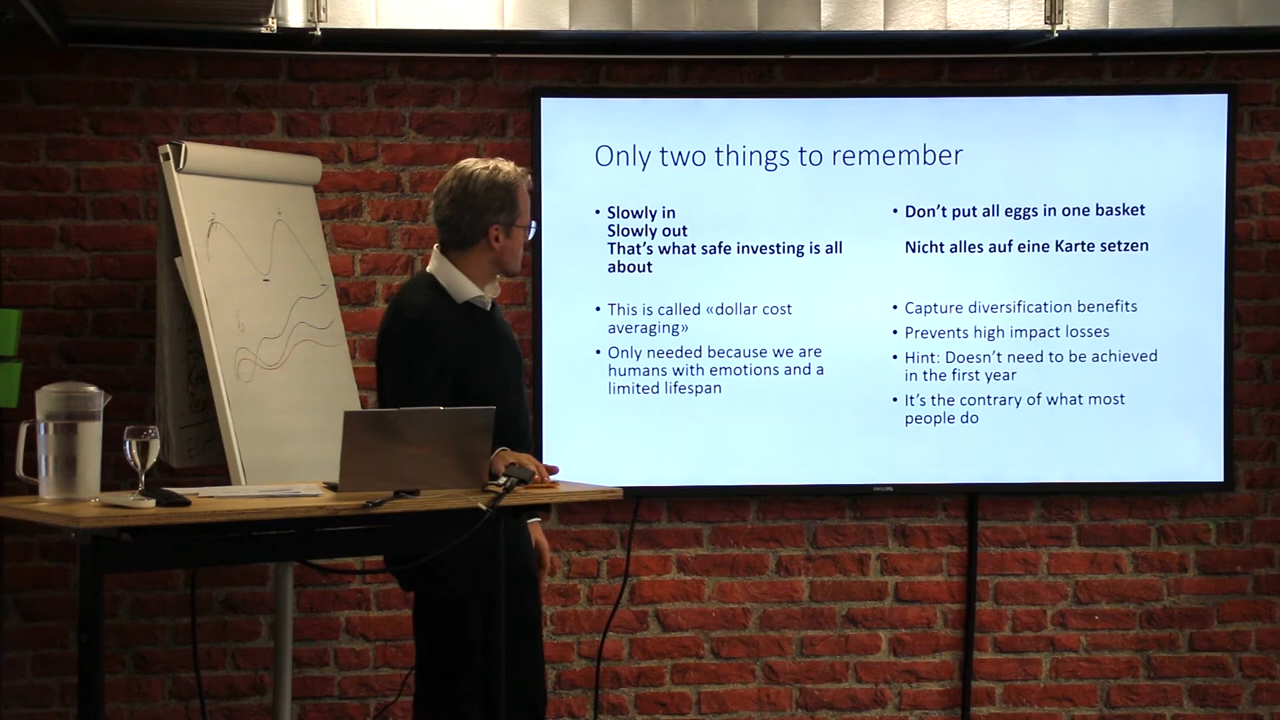 Only two things to remember
• Slowly in
Slowly out
That's what safe investing is all
about
• This is called «dollar cost
averaging»
• Only needed because we are
humans with emotions and a
limited lifespan
• Don't put all eggs in one basket
Nicht alles auf eine Karte setzen
• Capture diversification benefits
• Prevents high impact losses
• Hint: Doesn't need to be achieved
in the first year
• It's the contrary of what most
people do
PHILIPS